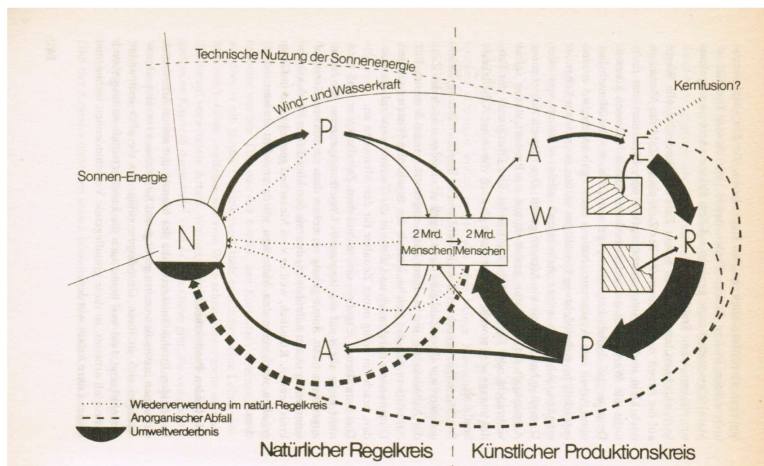 Technische Nutzung der Sonnenenergie
Wind- und Wasserkraft
Kernfusion?
P
A
E
Sonnen-Energie
N
2 Mrd.
Menschen
2 Mrd.
Menschen
W
R
A
P
Wiederverwendung im natürl. Regelkreis
Anorganischer Abfall
Umweltverderbnis
Natürlicher Regelkreis
Künstlicher Produktionskreis